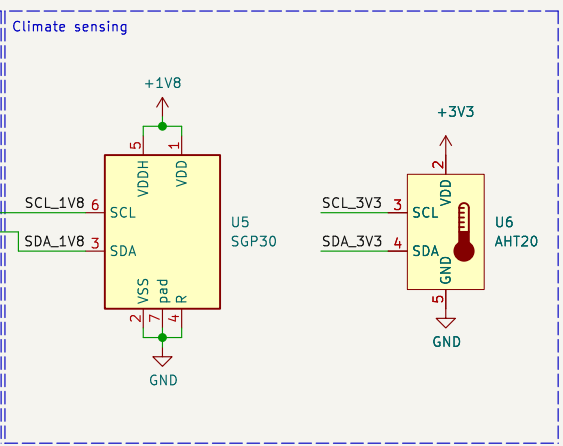 Climate sensing
+1V8
+3V3
5
1
2
VDDH
VDD
VDD
SCL_1V8
6
SCL
SCL_3V3
3
SCL
U5
SGP30
U6
AHT20
SDA_1V8
3
SDA
SDA_3V3
4
SDA
VSS
pad
R
GND
2
7
4
5
GND
GND